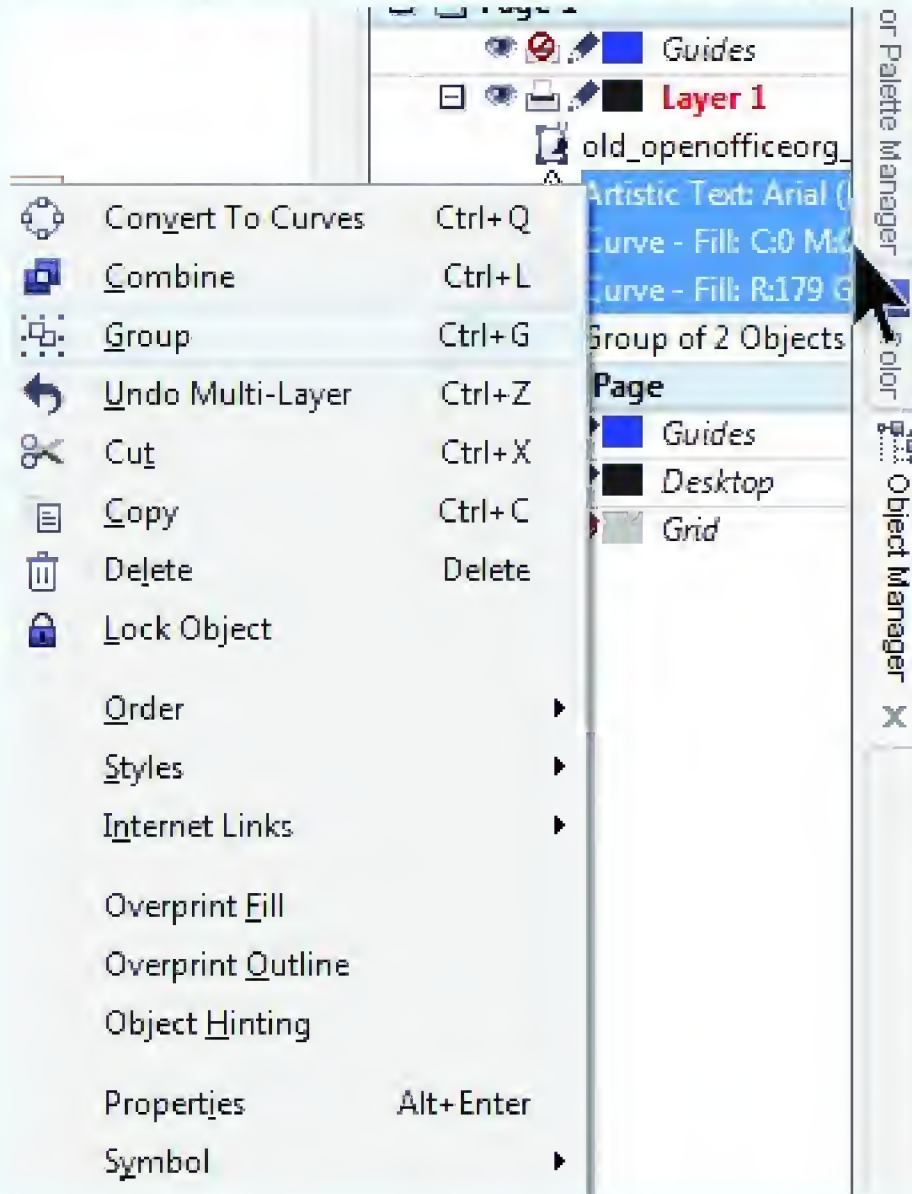 Page 1
Guides
Layer 1
old_openofficeorg_
Artistic Text: Arial (
Curve - Fill: C:0 M:
Curve - Fill: R:179 G
Group of 2 Objects
Page
Guides
Desktop
Grid
Convert To Curves Ctrl+Q
Combine Ctrl+L
Group Ctrl+G
Undo Multi-Layer Ctrl+Z
Cut Ctrl+X
Copy Ctrl+C
Delete Delete
Lock Object
Order
Styles
Internet Links
Overprint Fill
Overprint Outline
Object Hinting
Properties Alt+Enter
Symbol
or Palette Manager
Color
Object Manager